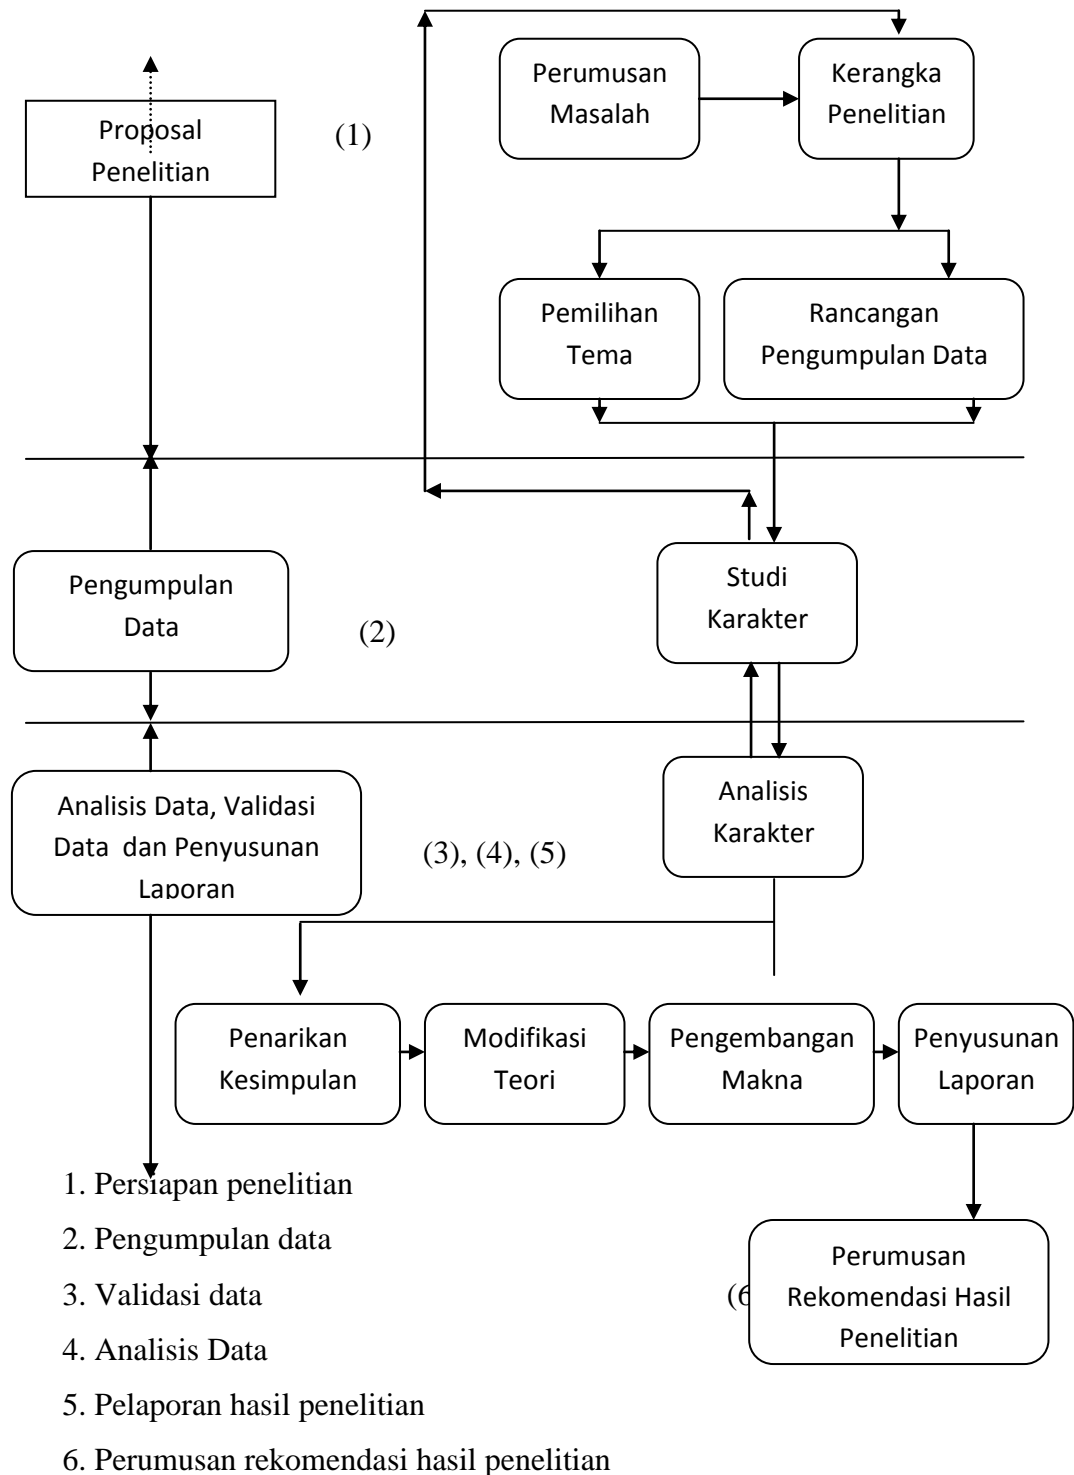 Perumusan
Masalah
Kerangka
Penelitian
Proposal
Penelitian
(1)
Pemilihan
Tema
Rancangan
Pengumpulan Data
Pengumpulan
Data
(2)
Studi
Karakter
Analisis Data, Validasi
Data dan Penyusunan
Laporan
(3), (4), (5)
Analisis
Karakter
Penarikan
Kesimpulan
Modifikasi
Teori
Pengembangan
Makna
Penyusunan
Laporan
1. Persiapan penelitian
2. Pengumpulan data
3. Validasi data
4. Analisis Data
5. Pelaporan hasil penelitian
6. Perumusan rekomendasi hasil penelitian
(6
Perumusan
Rekomendasi Hasil
Penelitian